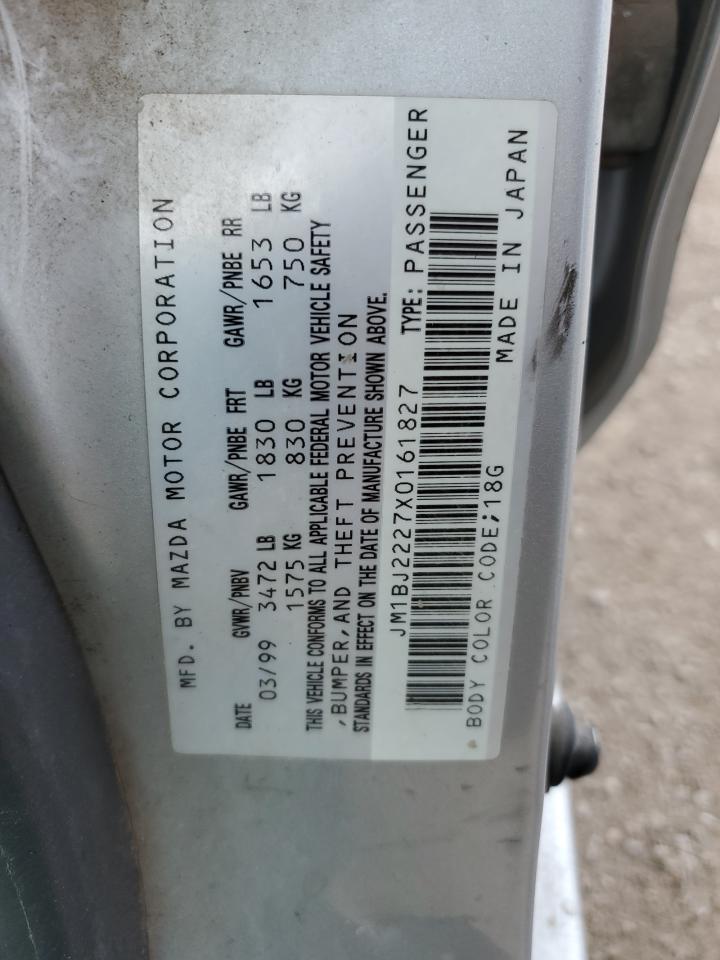 MFD. BY MAZDA MOTOR CORPORATION
DATE GVWR/PNBV GAWR/PNBE FRT GAWR/PNBE RR
03/99 3472 LB 1830 LB 1653 LB
1575 KG 830 KG 750 KG
THIS VEHICLE CONFORMS TO ALL APPLICABLE FEDERAL MOTOR VEHICLE SAFETY
,BUMPER,AND THEFT PREVENTION
STANDARDS IN EFFECT ON THE DATE OF MANUFACTURE SHOWN ABOVE.
JM1BJ2227X0161827 TYPE: PASSENGER
BODY COLOR CODE;18G
MADE IN JAPAN